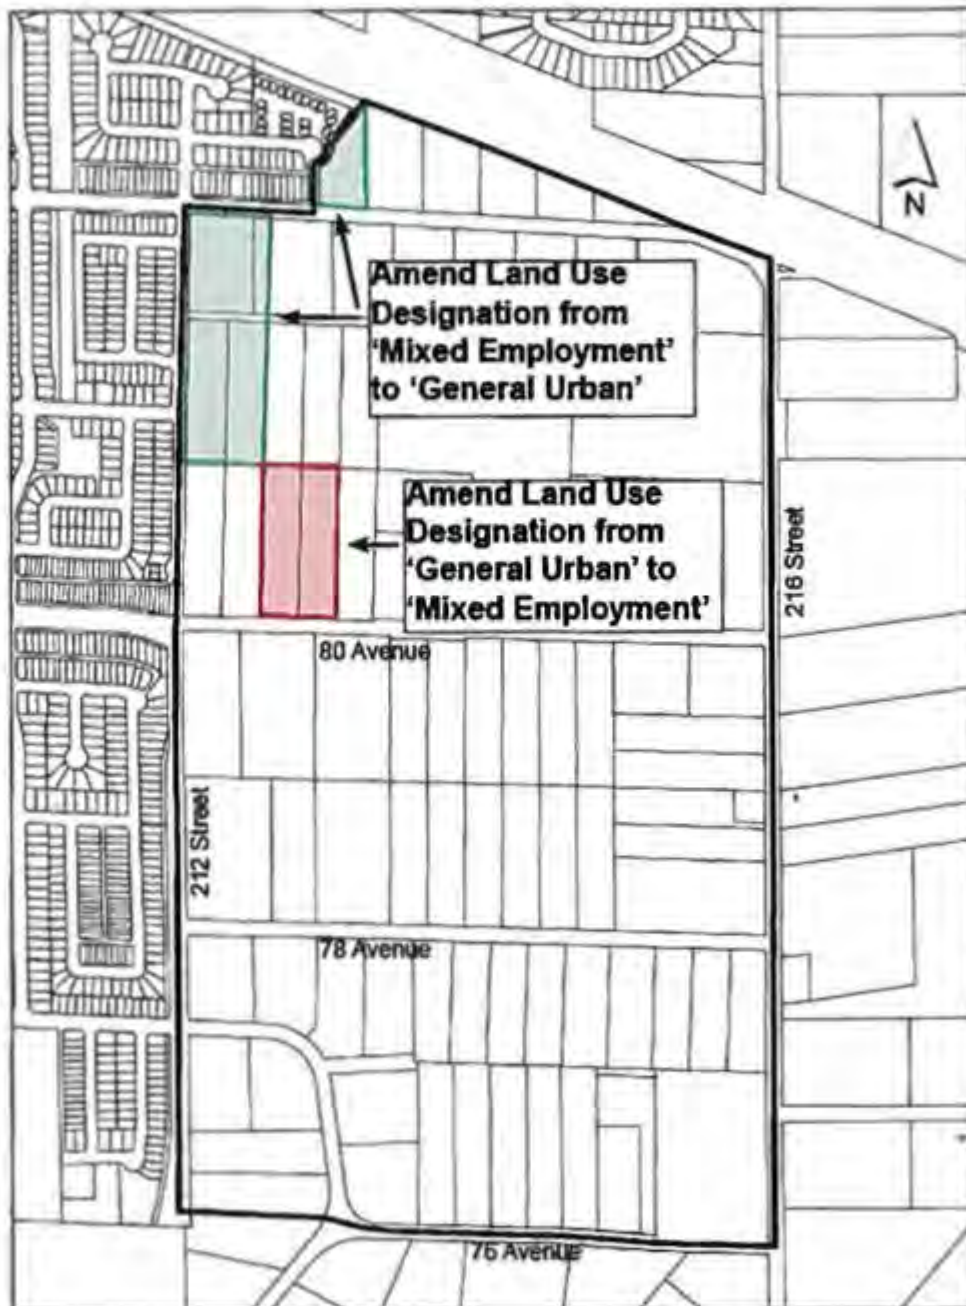 N
Amend Land Use
Designation from
‘Mixed Employment’
to ‘General Urban’
Amend Land Use
Designation from
‘General Urban’ to
‘Mixed Employment’
216 Street
80 Avenue
212 Street
78 Avenue
76 Avenue